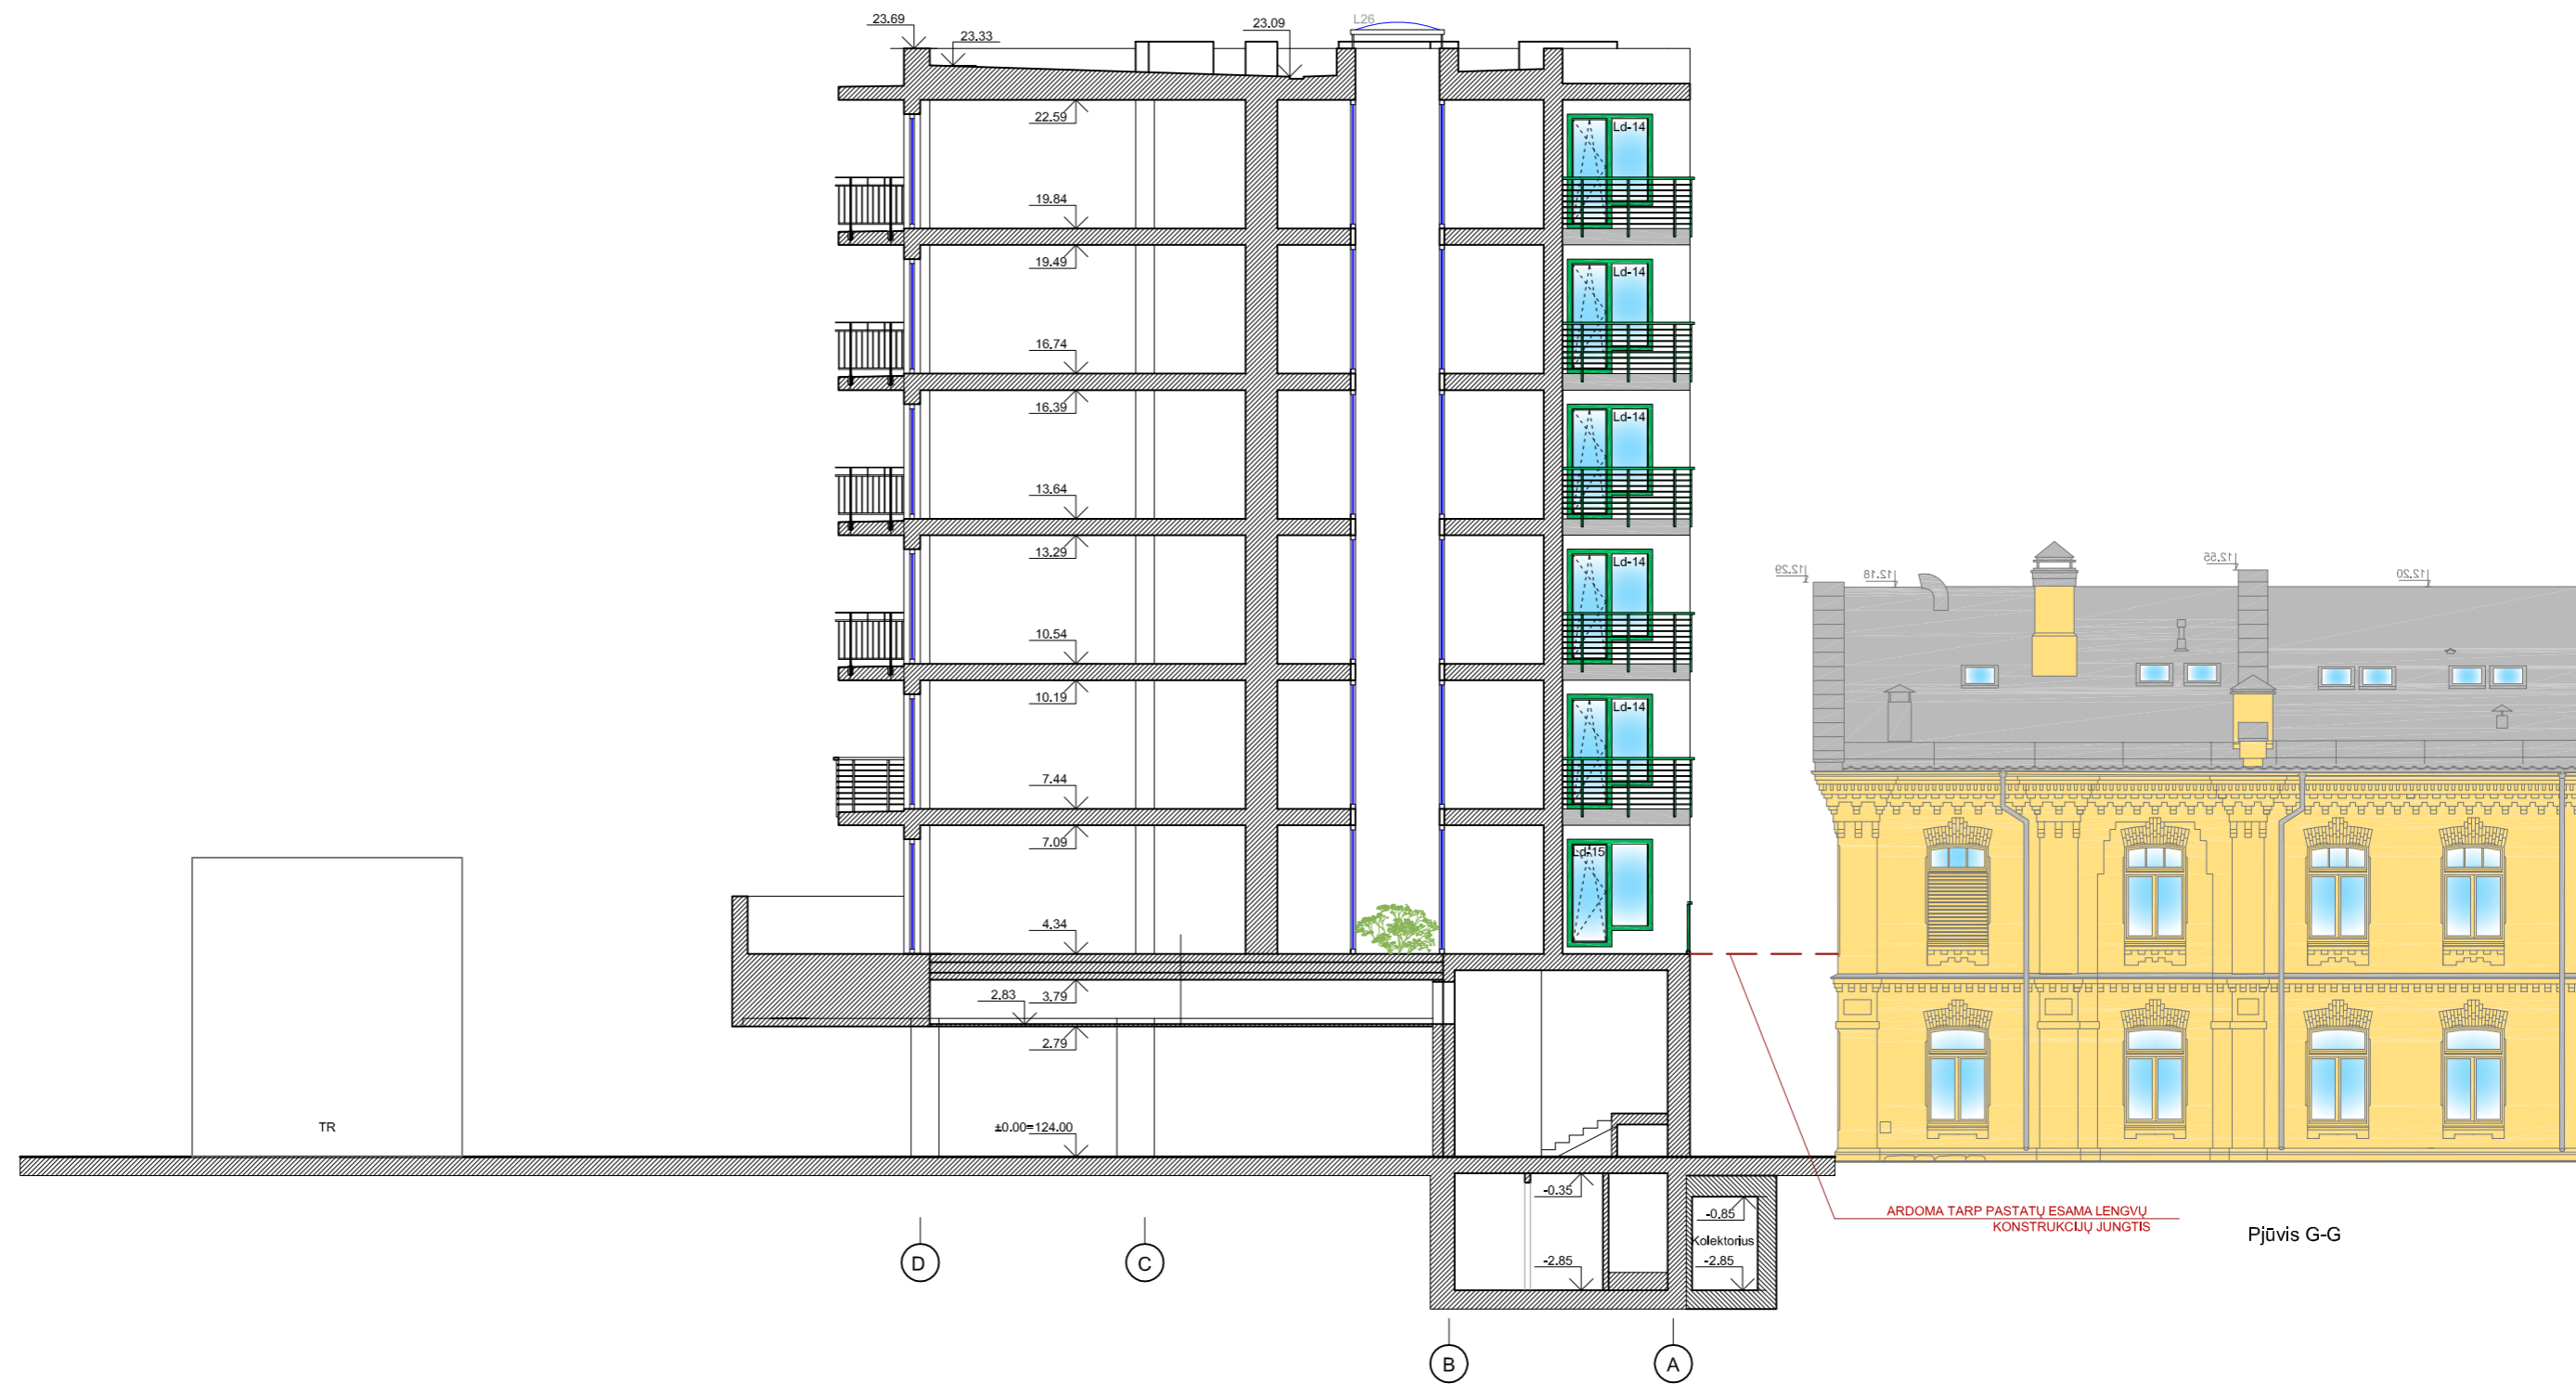 23.69
23.33
23.09
L26
22.59
Ld-14
19.84
19.49
Ld-14
16.74
16.39
Ld-14
13.64
13.29
Ld-14
12.29
12.18
12.55
12.20
10.54
10.19
Ld-14
7.44
7.09
Ld-15
4.34
2.83
3.79
2.79
TR
±0.00=124.00
-0.35
-0.85
Kolektorius
-2.85
-2.85
ARDOMA TARP PASTATŲ ESAMA LENGVŲ
KONSTRUKCIJŲ JUNGTIS
Pjūvis G-G
D
C
B
A